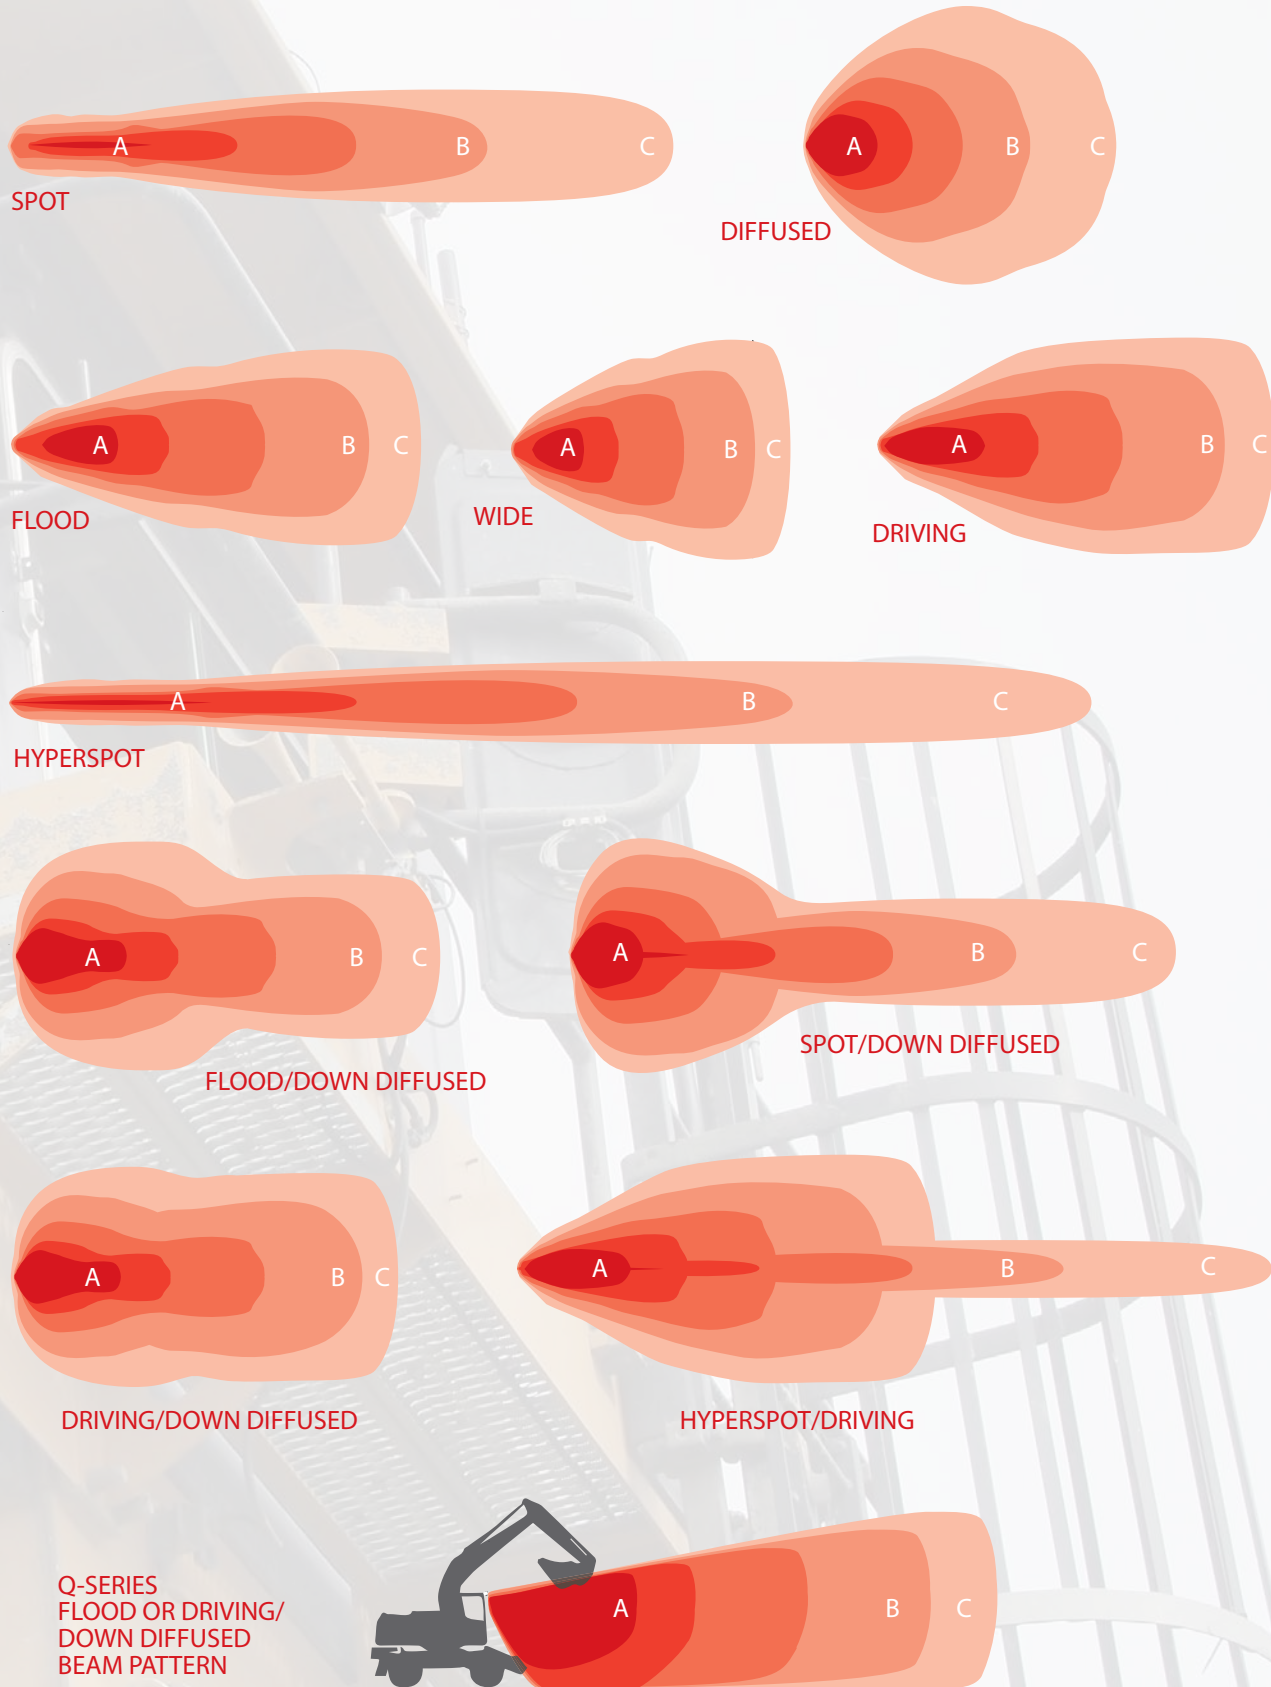 A B C
SPOT
A B C
DIFFUSED
A B C
FLOOD
A B C
WIDE
A B C
DRIVING
A B C
HYPERSPOT
A B C
FLOOD/DOWN DIFFUSED
A B C
SPOT/DOWN DIFFUSED
A B C
DRIVING/DOWN DIFFUSED
A B C
HYPERSPOT/DRIVING
Q-SERIES
FLOOD OR DRIVING/
DOWN DIFFUSED
BEAM PATTERN
A B C